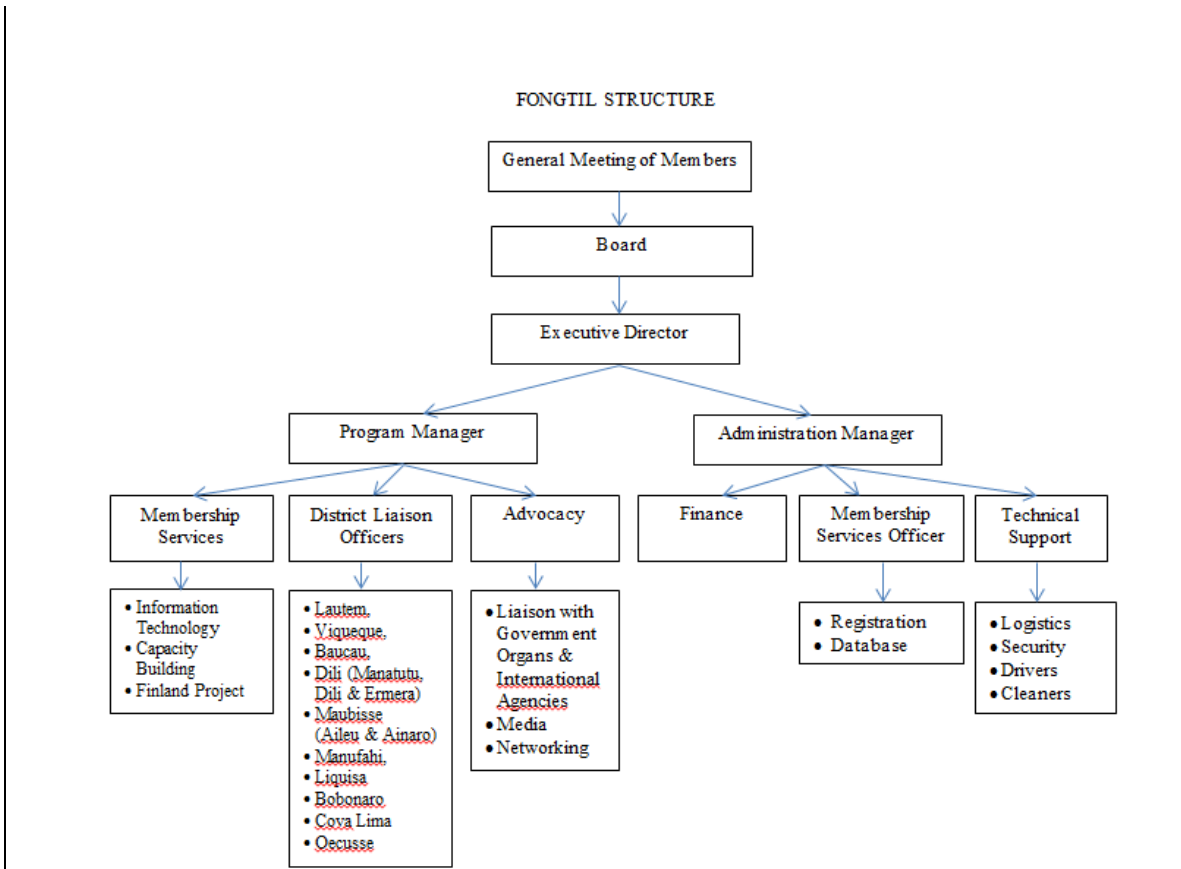 FONGTIL STRUCTURE
General Meeting of Members
Board
Executive Director
Program Manager
Administration Manager
Membership
Services
District Liaison
Officers
Advocacy
Finance
Membership
Services Officer
Technical
Support
• Information
Technology
• Capacity
Building
• Finland Project
• Lautem,
• Viqueque,
• Baucau,
• Dili (Manatutu,
Dili & Ermera)
• Maubisse
(Aileu & Ainaro)
• Manufahi,
• Liquisa
• Bobonaro
• Cova Lima
• Oecusse
• Liaison with
Government
Organs &
International
Agencies
• Media
• Networking
• Registration
• Database
• Logistics
• Security
• Drivers
• Cleaners